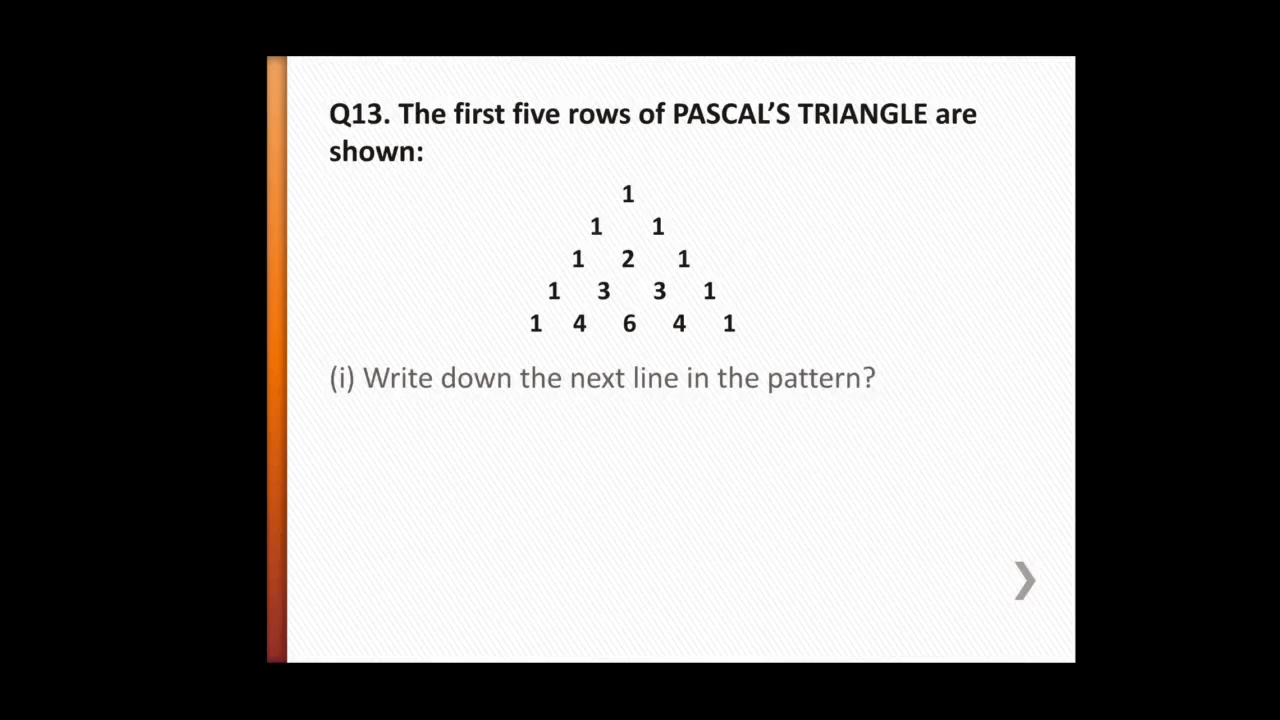 Q13. The first five rows of PASCAL’S TRIANGLE are
shown:
1
1 1
1 2 1
1 3 3 1
1 4 6 4 1
(i) Write down the next line in the pattern?